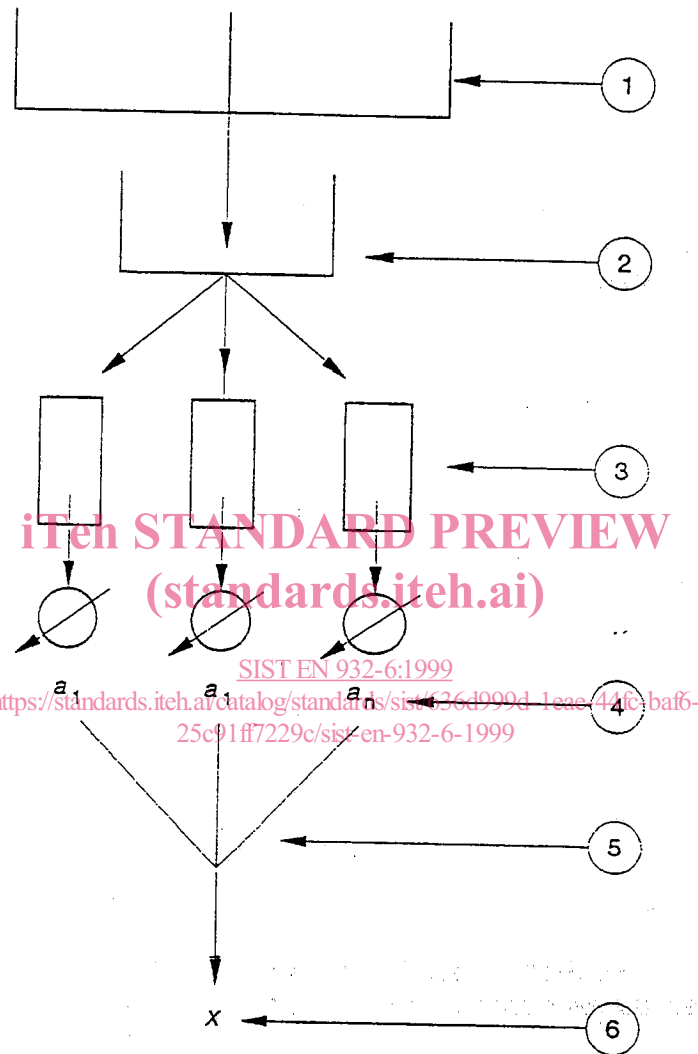 1
2
3
iTeh STANDARD PREVIEW
(standards.iteh.ai)
SIST EN 932-6:1999
a₁ a₁ aₙ
https://standards.iteh.ai/catalog/standards/sist/636d999d-1eae-44fc-baf6-
4
25c91ff7229c/sist-en-932-6-1999
5
x
6